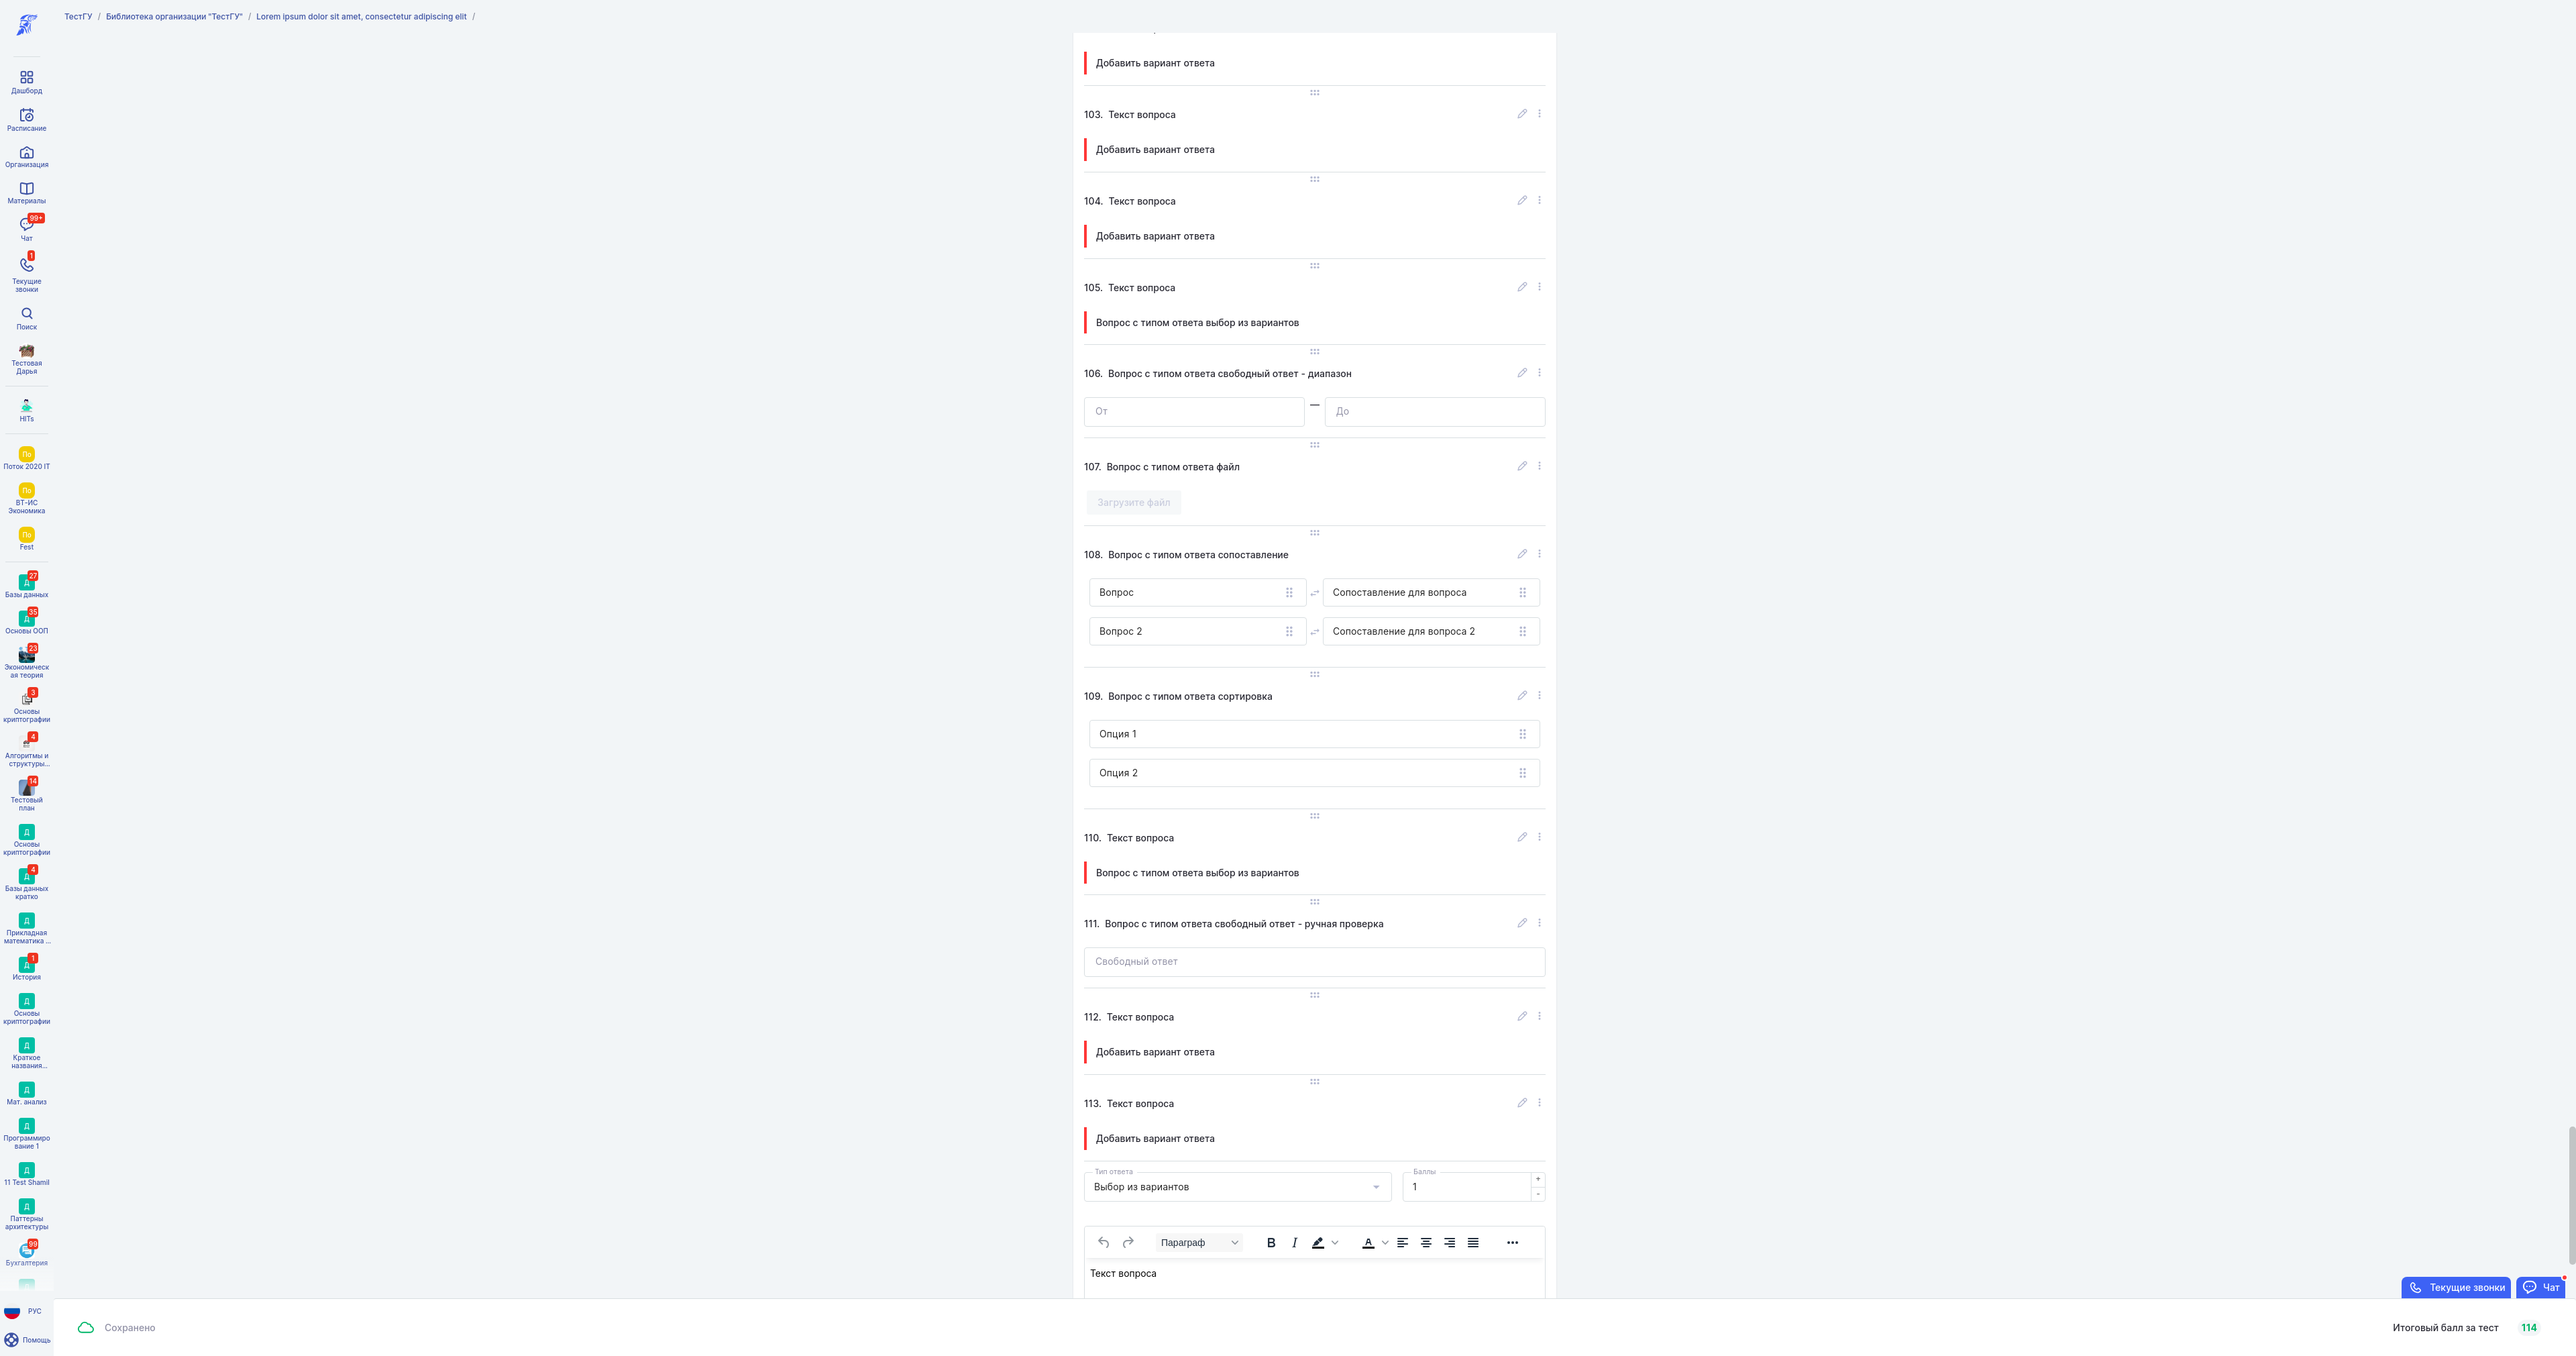 ТестГУ / Библиотека организации "ТестГУ" / Lorem ipsum dolor sit amet, consectetur adipiscing elit /
Дашборд
Расписание
Организация
Материалы
99+
Чат
1
Текущие
звонки
Поиск
Тестовая
Дарья
HITs
По
Поток 2020 IT
По
ВТ-ИС
Экономика
По
Fest
27
Д
Базы данных
35
Д
Основы ООП
23
Экономическ
ая теория
3
Основы
криптографии
4
Алгоритмы и
структуры...
14
Тестовый
план
Д
Основы
криптографии
4
Д
Базы данных
кратко
Д
Прикладная
математика ...
1
Д
История
Д
Основы
криптографии
Д
Краткое
названия...
Д
Мат. анализ
Д
Программиро
вание 1
Д
11 Test Shamil
Д
Паттерны
архитектуры
99
Бухгалтерия
РУС
Помощь
Добавить вариант ответа
103. Текст вопроса
Добавить вариант ответа
104. Текст вопроса
Добавить вариант ответа
105. Текст вопроса
Вопрос с типом ответа выбор из вариантов
106. Вопрос с типом ответа свободный ответ - диапазон
От — До
107. Вопрос с типом ответа файл
Загрузите файл
108. Вопрос с типом ответа сопоставление
Вопрос Сопоставление для вопроса
Вопрос 2 Сопоставление для вопроса 2
109. Вопрос с типом ответа сортировка
Опция 1
Опция 2
110. Текст вопроса
Вопрос с типом ответа выбор из вариантов
111. Вопрос с типом ответа свободный ответ - ручная проверка
Свободный ответ
112. Текст вопроса
Добавить вариант ответа
113. Текст вопроса
Добавить вариант ответа
Тип ответа Баллы
Выбор из вариантов 1 + -
Параграф B I A ...
Текст вопроса
Текущие звонки Чат
Сохранено Итоговый балл за тест 114